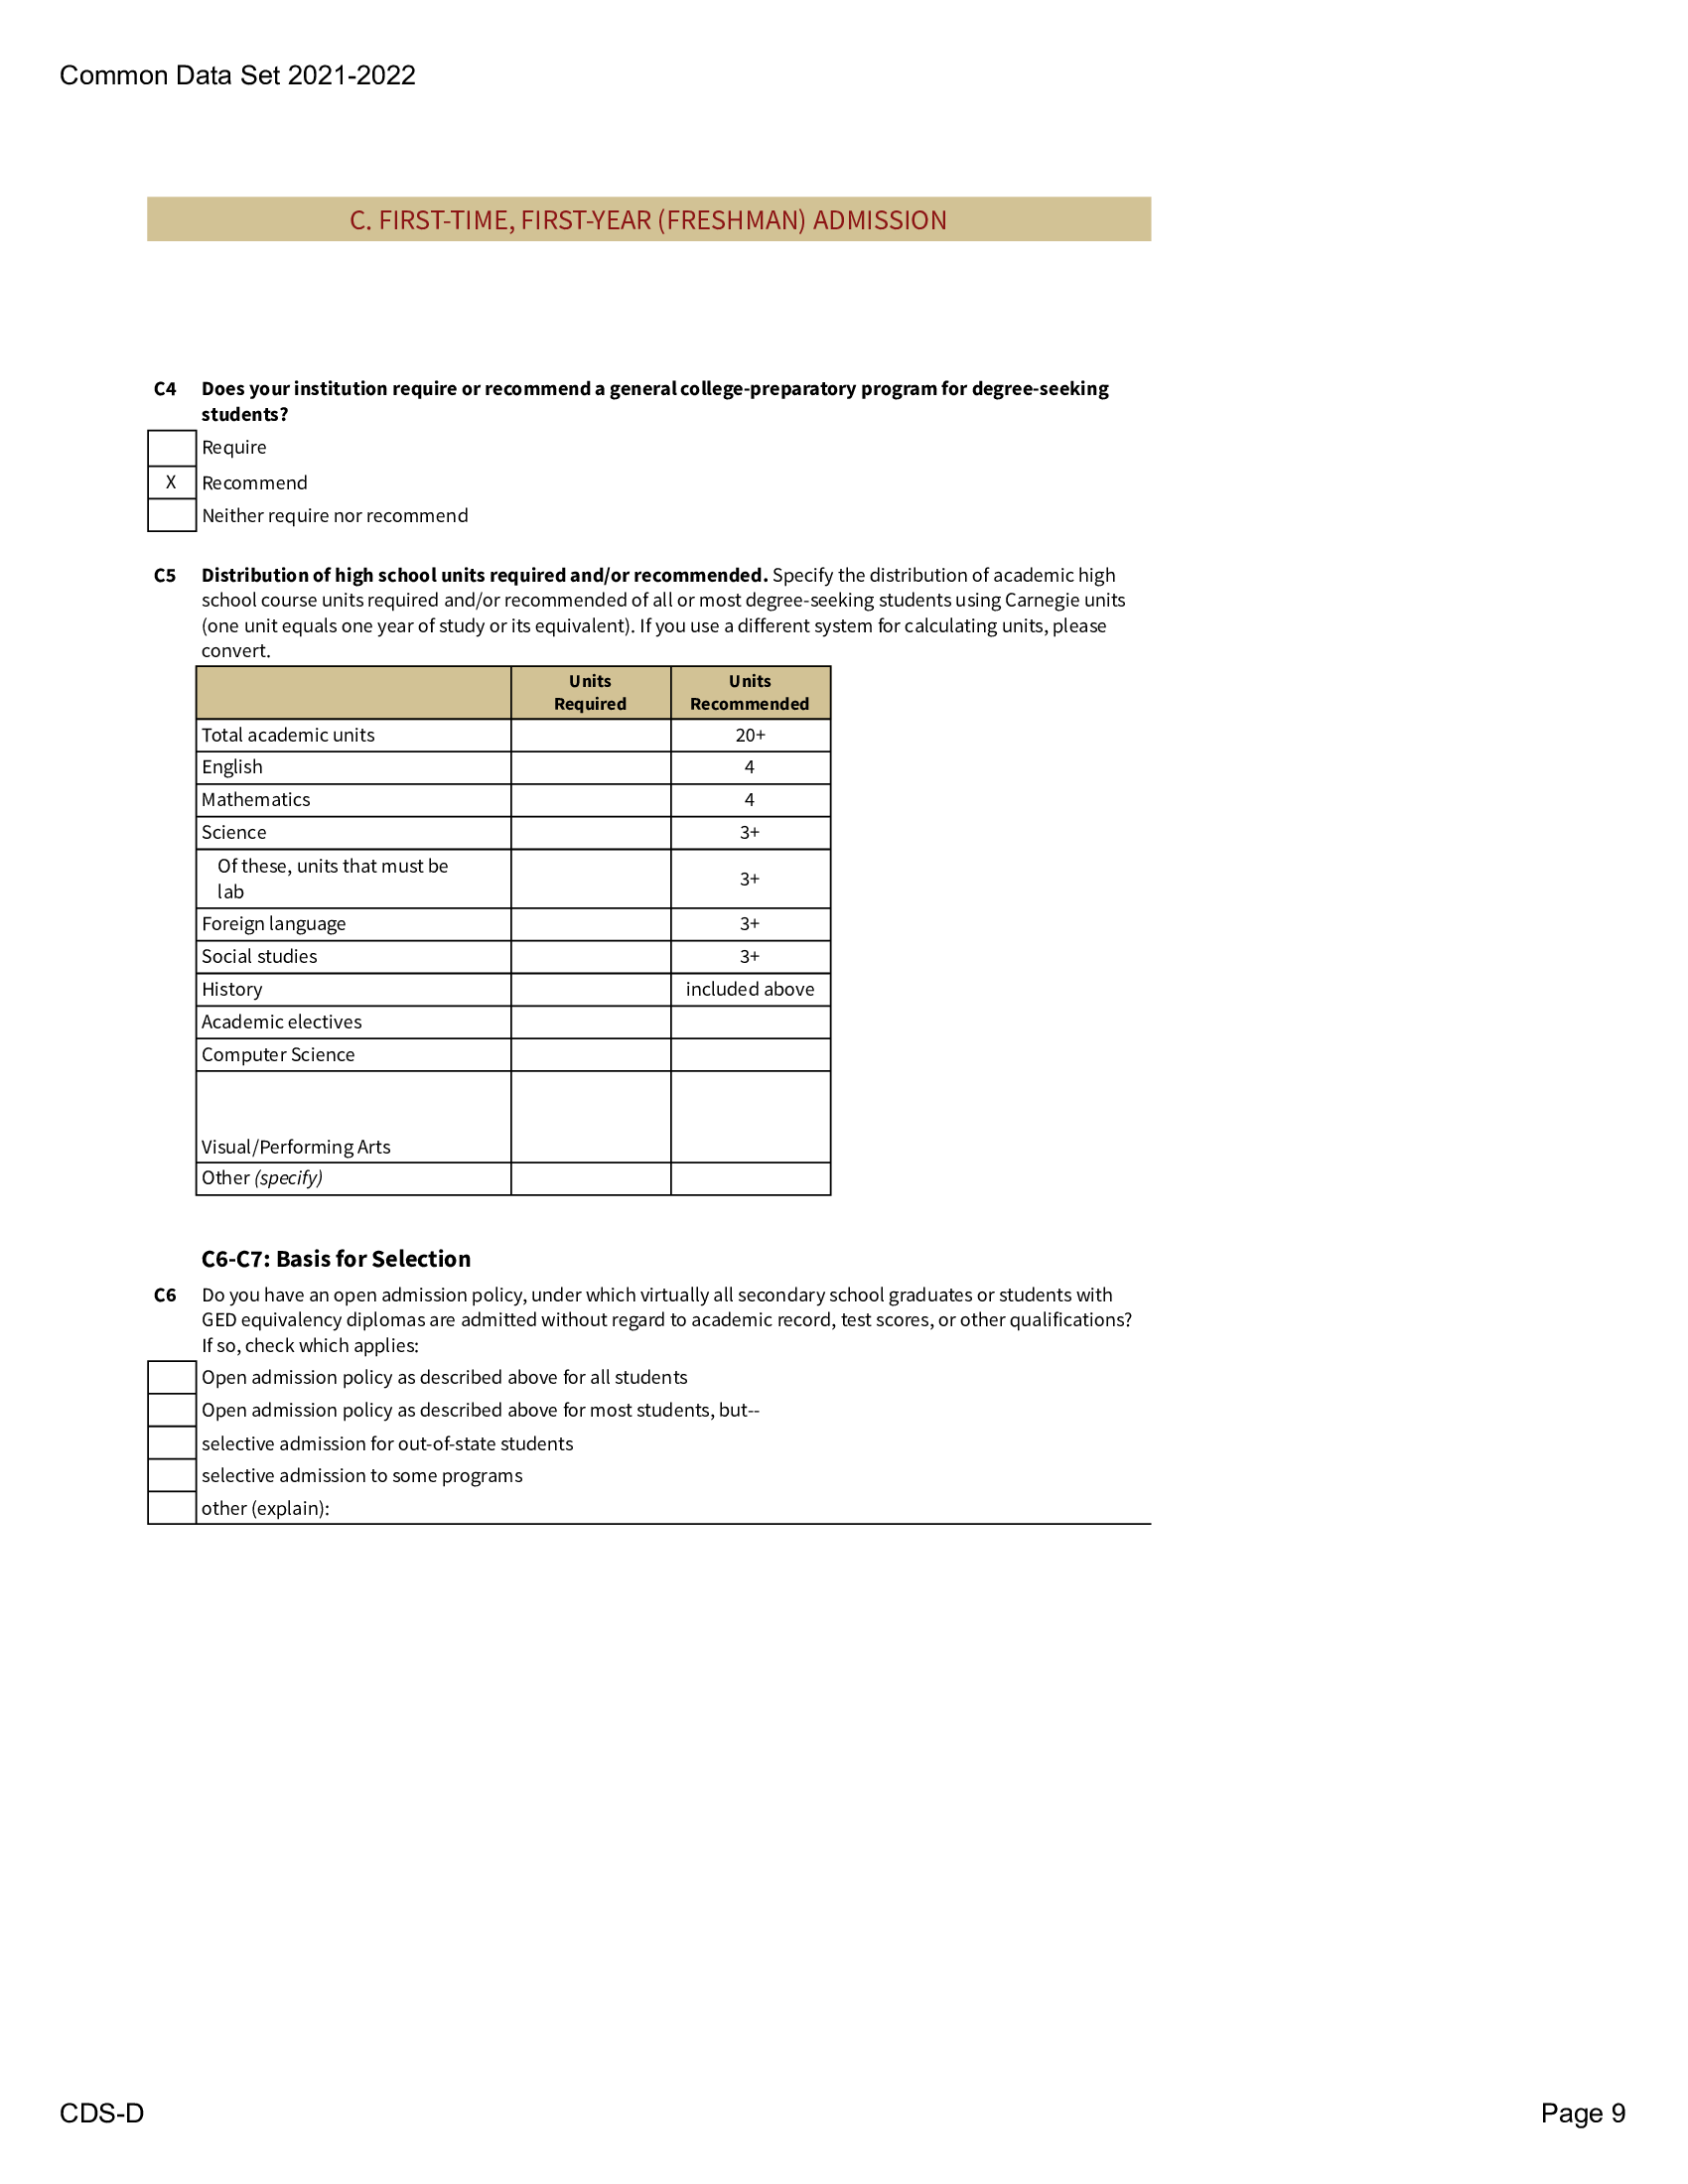 Common Data Set 2021-2022
C. FIRST-TIME, FIRST-YEAR (FRESHMAN) ADMISSION
C4 Does your institution require or recommend a general college-preparatory program for degree-seeking
students?
Require
X Recommend
Neither require nor recommend
C5 Distribution of high school units required and/or recommended. Specify the distribution of academic high
school course units required and/or recommended of all or most degree-seeking students using Carnegie units
(one unit equals one year of study or its equivalent). If you use a different system for calculating units, please
convert.
Units Units
Required Recommended
Total academic units 20+
English 4
Mathematics 4
Science 3+
Of these, units that must be
lab 3+
Foreign language 3+
Social studies 3+
History included above
Academic electives
Computer Science
Visual/Performing Arts
Other (specify)
C6-C7: Basis for Selection
C6 Do you have an open admission policy, under which virtually all secondary school graduates or students with
GED equivalency diplomas are admitted without regard to academic record, test scores, or other qualifications?
If so, check which applies:
Open admission policy as described above for all students
Open admission policy as described above for most students, but--
selective admission for out-of-state students
selective admission to some programs
other (explain):
CDS-D Page 9